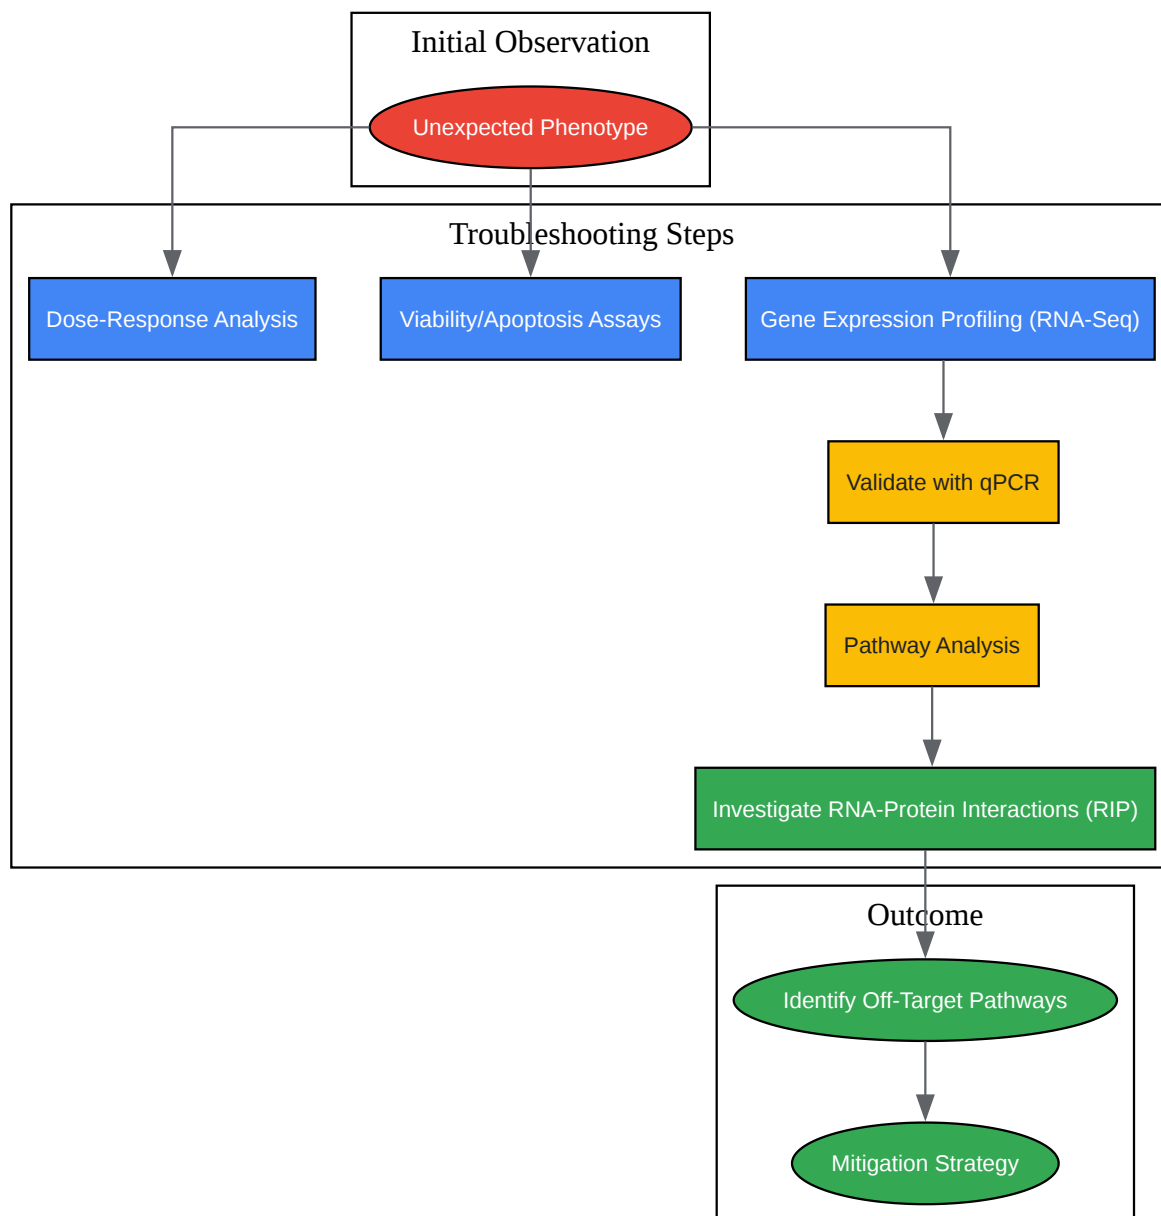 Initial Observation
Unexpected Phenotype
Troubleshooting Steps
Dose-Response Analysis
Viability/Apoptosis Assays
Gene Expression Profiling (RNA-Seq)
Validate with qPCR
Pathway Analysis
Investigate RNA-Protein Interactions (RIP)
Outcome
Identify Off-Target Pathways
Mitigation Strategy